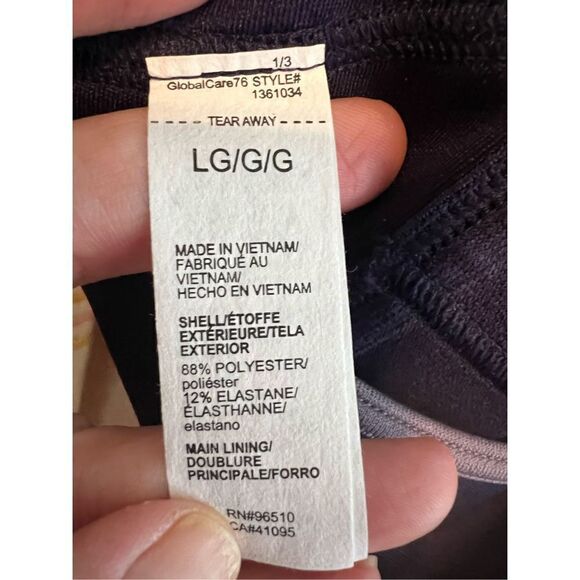 1/3
GlobalCare76 STYLE#
1361034
TEAR AWAY
LG/G/G
MADE IN VIETNAM/
FABRIQUÉ AU
VIETNAM/
HECHO EN VIETNAM
SHELL/ÉTOFFE
EXTÉRIEURE/TELA
EXTERIOR
88% POLYESTER/
poliéster
12% ELASTANE/
ÉLASTHANNE/
elastano
MAIN LINING/
DOUBLURE
PRINCIPALE/FORRO
RN#96510
CA#41095